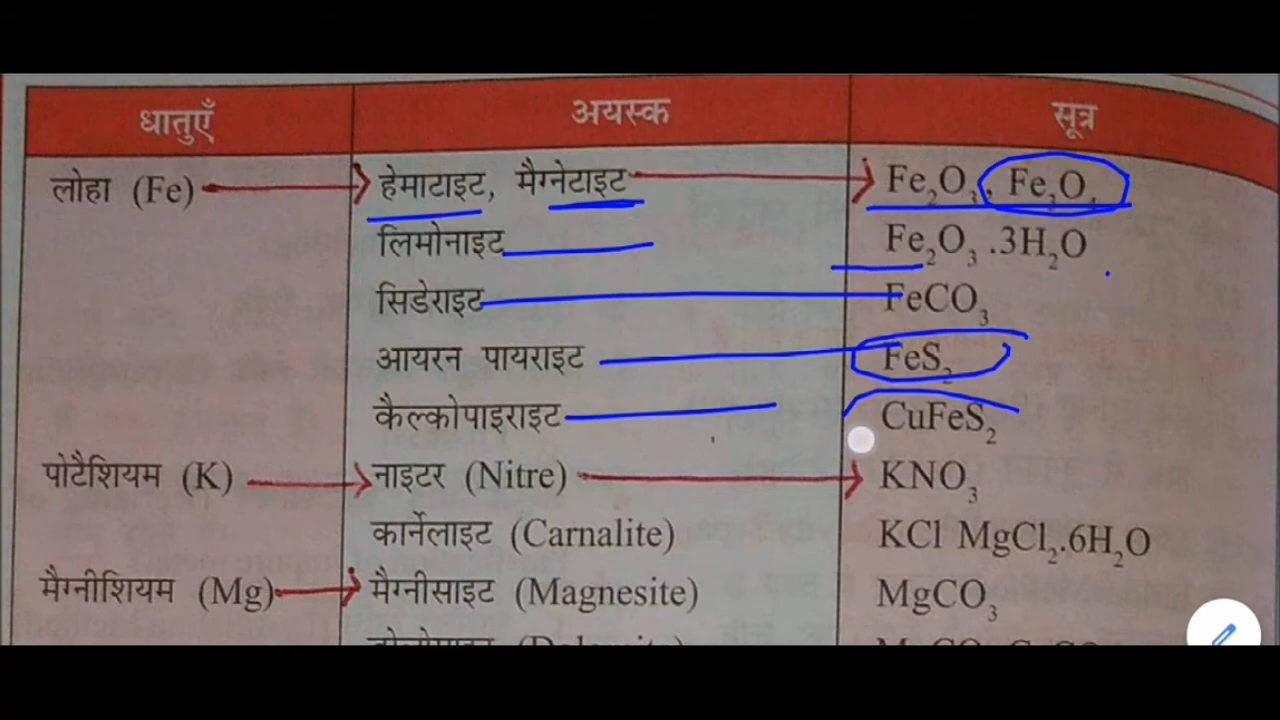 धातुएँ अयस्क सूत्र
लोहा (Fe) हेमाटाइट, मैग्नेटाइट Fe₂O₃, Fe₃O₄
लिमोनाइट Fe₂O₃ .3H₂O
सिडेराइट FeCO₃
आयरन पायराइट FeS₂
कैल्कोपाइराइट CuFeS₂
पोटैशियम (K) नाइटर (Nitre) KNO₃
कार्नेलाइट (Carnalite) KCl MgCl₂.6H₂O
मैग्नीशियम (Mg) मैग्नीसाइट (Magnesite) MgCO₃